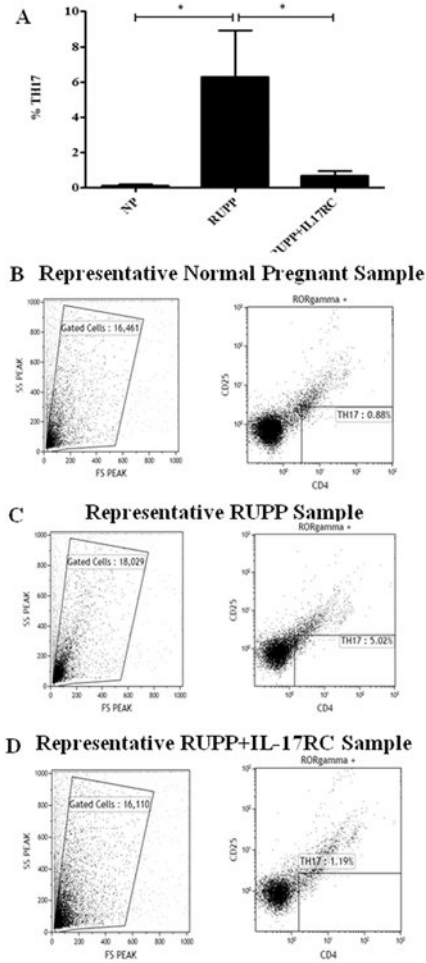 A
10
8
6
4
2
0
% TH17
* *
NP
RUPP
RUPP+IL17RC
B Representative Normal Pregnant Sample
1000
800
600
400
200
0
SS PEAK
Gated Cells : 16,461
0 200 400 600 800 1000
FS PEAK
RORgamma +
CD25
TH17 : 0.88%
CD4
C Representative RUPP Sample
1000
800
600
400
200
0
SS PEAK
Gated Cells : 18,029
0 200 400 600 800 1000
FS PEAK
RORgamma +
CD25
TH17 : 5.02%
CD4
D Representative RUPP+IL-17RC Sample
1000
800
600
400
200
0
SS PEAK
Gated Cells : 16,110
0 200 400 600 800 1000
FS PEAK
RORgamma +
CD25
TH17 : 1.19%
CD4